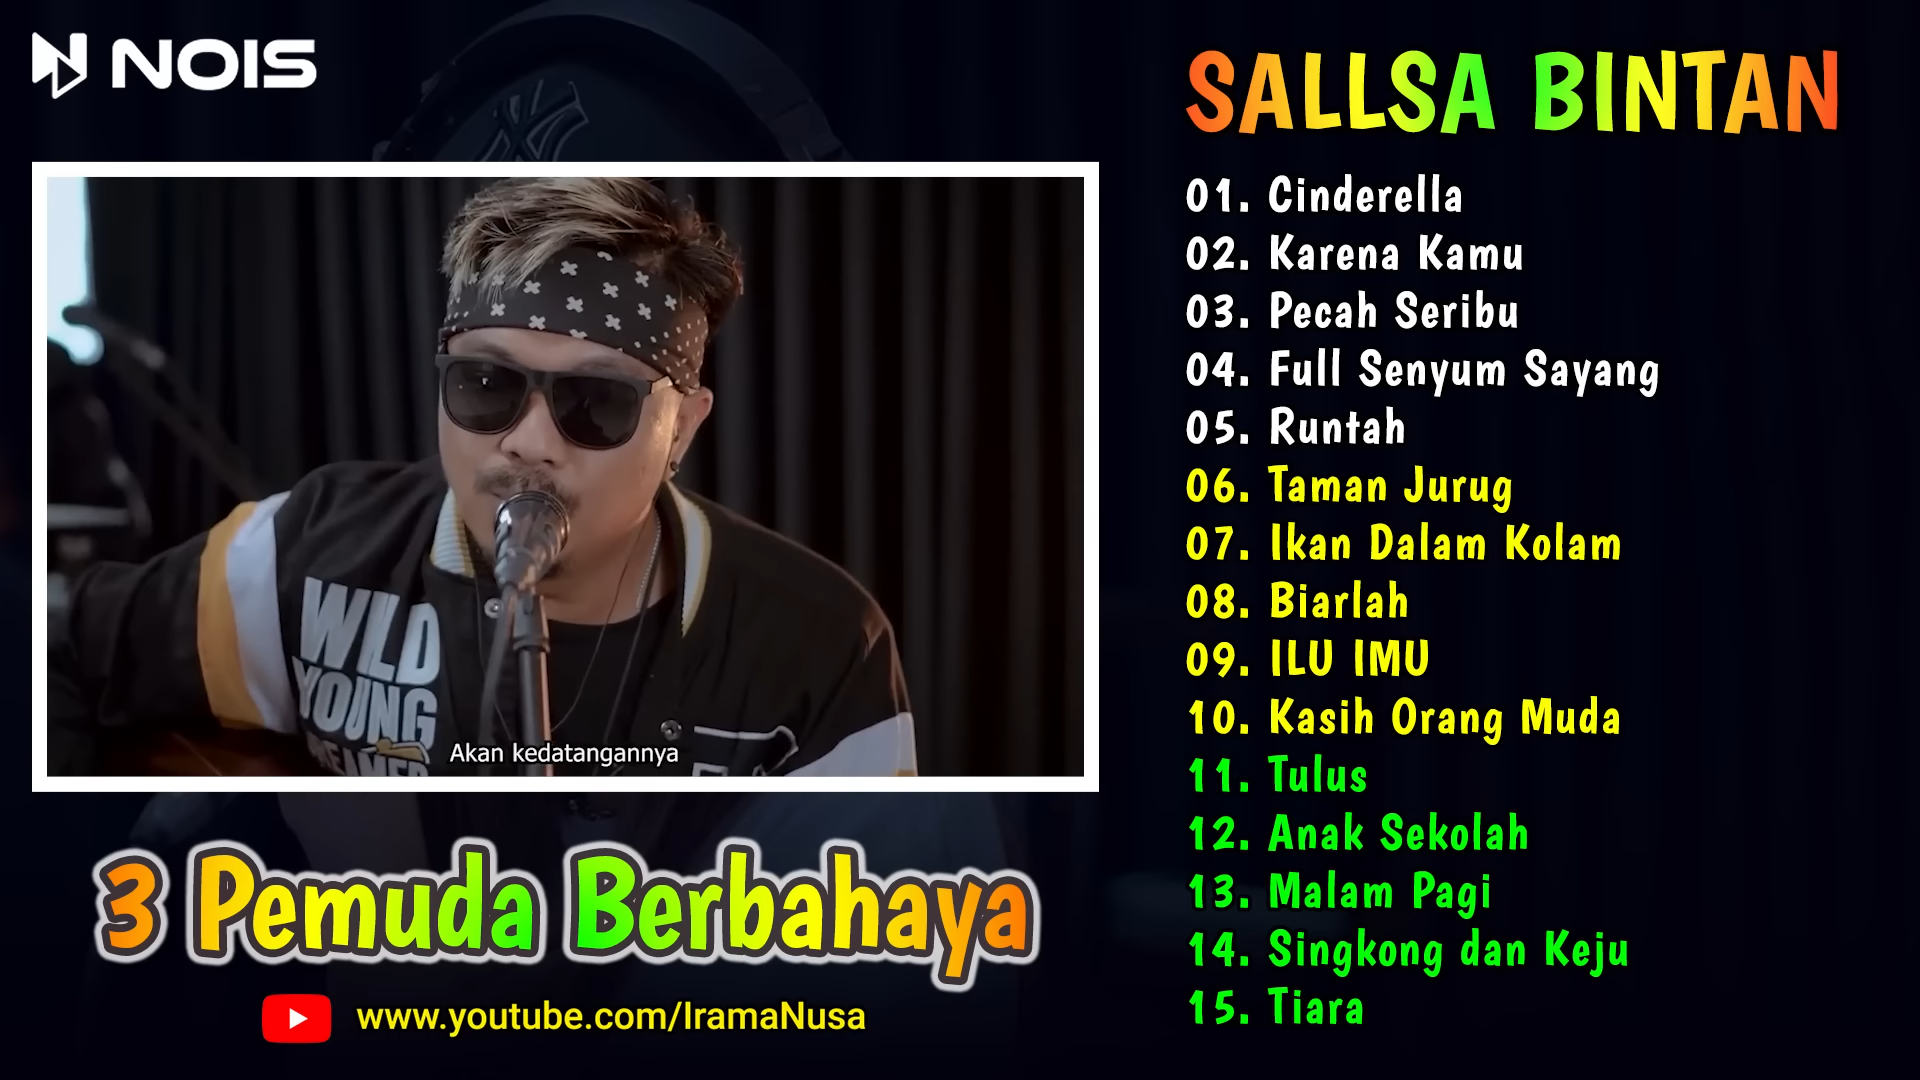 NOIS
SALLSA BINTAN
01. Cinderella
02. Karena Kamu
03. Pecah Seribu
04. Full Senyum Sayang
05. Runtah
06. Taman Jurug
07. Ikan Dalam Kolam
08. Biarlah
09. ILU IMU
10. Kasih Orang Muda
11. Tulus
12. Anak Sekolah
13. Malam Pagi
14. Singkong dan Keju
15. Tiara
WILD
YOUNG
Akan kedatangannya
3 Pemuda Berbahaya
www.youtube.com/IramaNusa